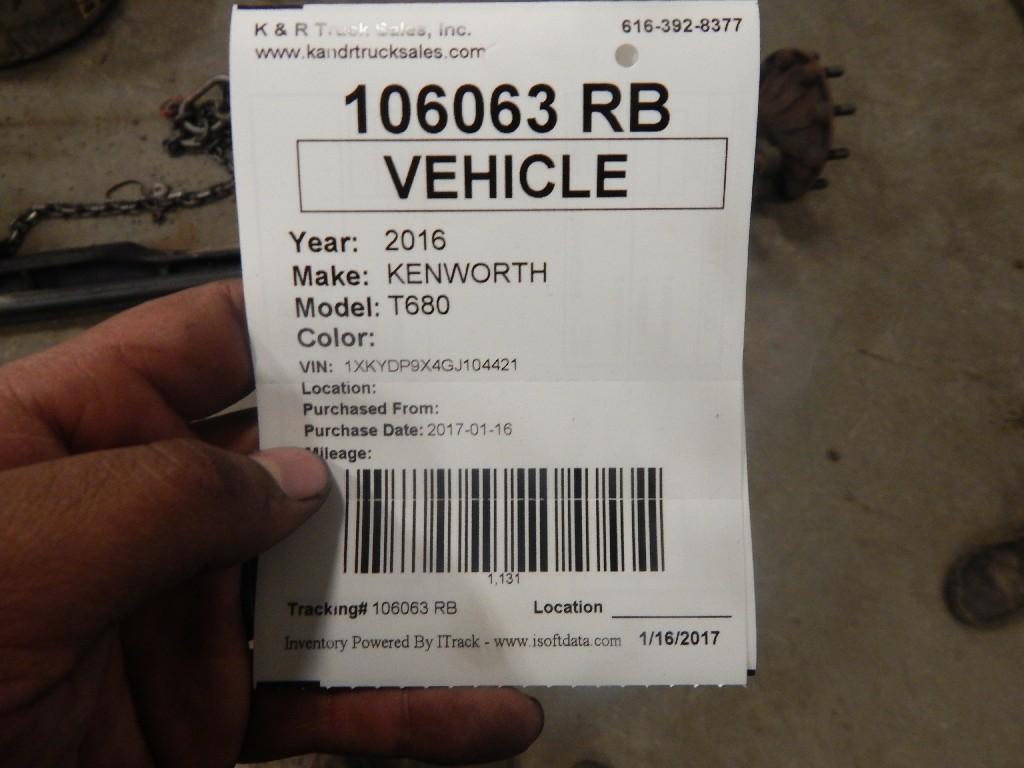 K & R Truck Sales, Inc. 616-392-8377
www.kandrtrucksales.com
106063 RB
VEHICLE
Year: 2016
Make: KENWORTH
Model: T680
Color:
VIN: 1XKYDP9X4GJ104421
Location:
Purchased From:
Purchase Date: 2017-01-16
Mileage:
1,131
Tracking# 106063 RB Location
Inventory Powered By ITrack - www.isoftdata.com 1/16/2017